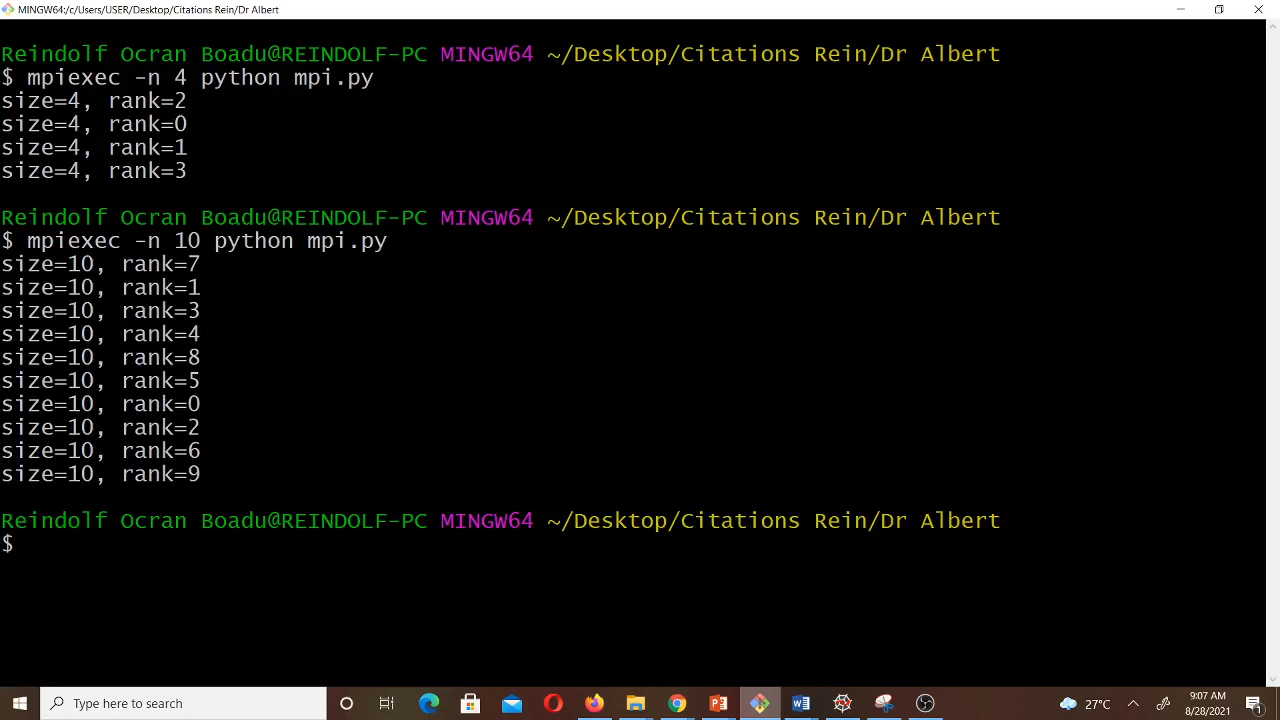 MINGW64:/c/Users/USER/Desktop/Citations Rein/Dr Albert
Reindolf Ocran Boadu@REINDOLF-PC MINGW64 ~/Desktop/Citations Rein/Dr Albert
$ mpiexec -n 4 python mpi.py
size=4, rank=2
size=4, rank=0
size=4, rank=1
size=4, rank=3
Reindolf Ocran Boadu@REINDOLF-PC MINGW64 ~/Desktop/Citations Rein/Dr Albert
$ mpiexec -n 10 python mpi.py
size=10, rank=7
size=10, rank=1
size=10, rank=3
size=10, rank=4
size=10, rank=8
size=10, rank=5
size=10, rank=0
size=10, rank=2
size=10, rank=6
size=10, rank=9
Reindolf Ocran Boadu@REINDOLF-PC MINGW64 ~/Desktop/Citations Rein/Dr Albert
$
Type here to search
27°C
9:07 AM
8/28/2021
1